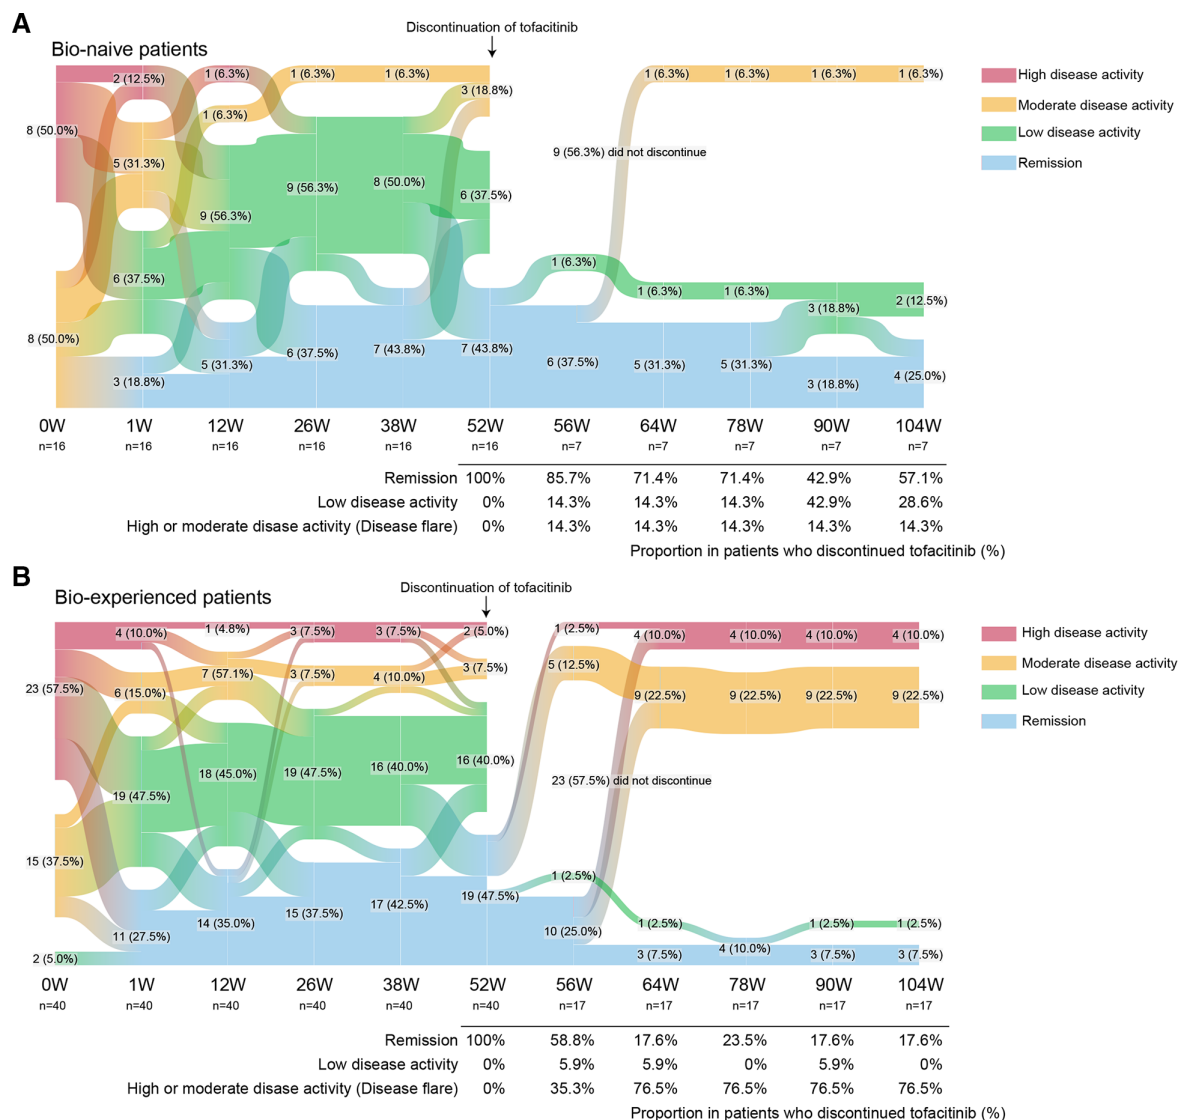 A
Discontinuation of tofacitinib
Bio-naive patients
2 (12.5%)
1 (6.3%)
1 (6.3%)
1 (6.3%)
1 (6.3%)
1 (6.3%)
1 (6.3%)
1 (6.3%)
High disease activity
3 (18.8%)
Moderate disease activity
1 (6.3%)
8 (50.0%)
Low disease activity
9 (56.3%) did not discontinue
5 (31.3%)
Remission
9 (56.3%)
8 (50.0%)
6 (37.5%)
9 (56.3%)
1 (6.3%)
6 (37.5%)
1 (6.3%)
1 (6.3%)
2 (12.5%)
3 (18.8%)
8 (50.0%)
6 (37.5%)
7 (43.8%)
7 (43.8%)
5 (31.3%)
6 (37.5%)
5 (31.3%)
5 (31.3%)
4 (25.0%)
3 (18.8%)
3 (18.8%)
0W 1W 12W 26W 38W 52W 56W 64W 78W 90W 104W
n=16 n=16 n=16 n=16 n=16 n=16 n=7 n=7 n=7 n=7 n=7
Remission 100% 85.7% 71.4% 71.4% 42.9% 57.1%
Low disease activity 0% 14.3% 14.3% 14.3% 42.9% 28.6%
High or moderate disase activity (Disease flare) 0% 14.3% 14.3% 14.3% 14.3% 14.3%
Proportion in patients who discontinued tofacitinib (%)
B
Discontinuation of tofacitinib
Bio-experienced patients
4 (10.0%)
1 (4.8%)
3 (7.5%)
3 (7.5%)
2 (5.0%)
1 (2.5%)
4 (10.0%)
4 (10.0%)
4 (10.0%)
4 (10.0%)
High disease activity
3 (7.5%)
5 (12.5%)
Moderate disease activity
7 (57.1%)
3 (7.5%)
4 (10.0%)
23 (57.5%)
6 (15.0%)
9 (22.5%)
9 (22.5%)
9 (22.5%)
9 (22.5%)
Low disease activity
Remission
18 (45.0%)
19 (47.5%)
16 (40.0%)
16 (40.0%)
23 (57.5%) did not discontinue
19 (47.5%)
15 (37.5%)
1 (2.5%)
19 (47.5%)
17 (42.5%)
15 (37.5%)
14 (35.0%)
1 (2.5%)
1 (2.5%)
1 (2.5%)
11 (27.5%)
10 (25.0%)
4 (10.0%)
2 (5.0%)
3 (7.5%)
3 (7.5%)
3 (7.5%)
0W 1W 12W 26W 38W 52W 56W 64W 78W 90W 104W
n=40 n=40 n=40 n=40 n=40 n=40 n=17 n=17 n=17 n=17 n=17
Remission 100% 58.8% 17.6% 23.5% 17.6% 17.6%
Low disease activity 0% 5.9% 5.9% 0% 5.9% 0%
High or moderate disase activity (Disease flare) 0% 35.3% 76.5% 76.5% 76.5% 76.5%
Proportion in patients who discontinued tofacitinib (%)